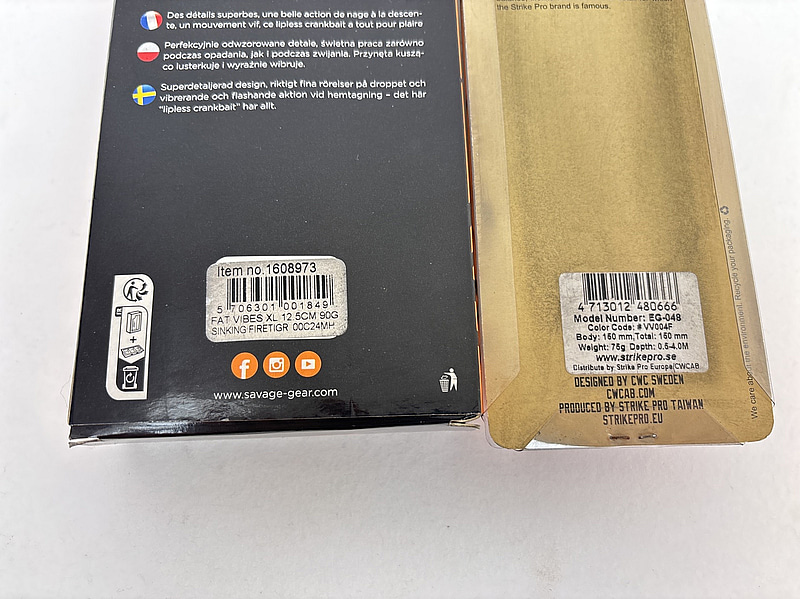 Des détails superbes, une belle action de nage à la descen-
te, un mouvement vif, ce lipless crankbait a tout pour plaire
Perfekcyjnie odwzorowane detale, świetna praca zarówno
podczas opadania, jak i podczas zwijania. Przynęta kuszą-
co lusterkuje i wyraźnie wibruje.
Superdetaljerad design, riktigt fina rörelser på droppet och
vibrerande och flashande aktion vid hemtagning – det här
"lipless crankbait" har allt.
Item no.1608973
5 706301 001849
FAT VIBES XL 12.5CM 90G
SINKING FIRETIGR 00C24MH
www.savage-gear.com
the Strike Pro brand is famous.
4 713012 480666
Model Number: EG-048
Color Code: # VV004F
Body: 150 mm,Total: 150 mm
Weight: 75g Depth: 0.5-4.0M
www.strikepro.se
Distribute by Strike Pro Europe/CWCAB
DESIGNED BY CWC SWEDEN
CWCAB.COM
PRODUCED BY STRIKE PRO TAIWAN
STRIKEPRO.EU
We care about the environment. Recycle your packaging.